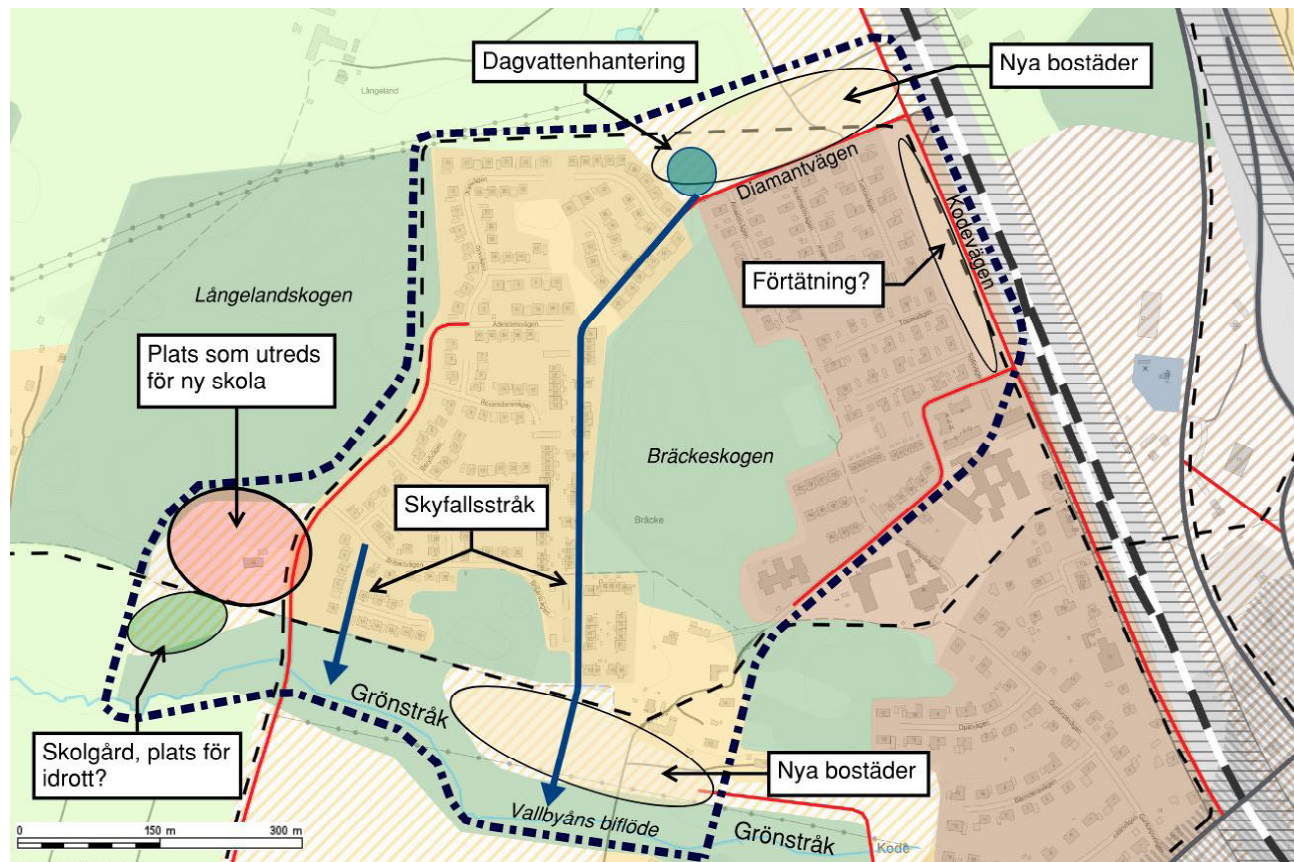 Dagvattenhantering
Nya bostäder
Långeland
Diamantvägen
Kodevägen
Förtätning?
Långelandskogen
Plats som utreds
för ny skola
Bräckeskogen
Skyfallsstråk
Bräcke
Grönstråk
Skolgård, plats för
idrott?
Nya bostäder
Vallbyåns biflöde
Grönstråk
Kode
0 150 m 300 m